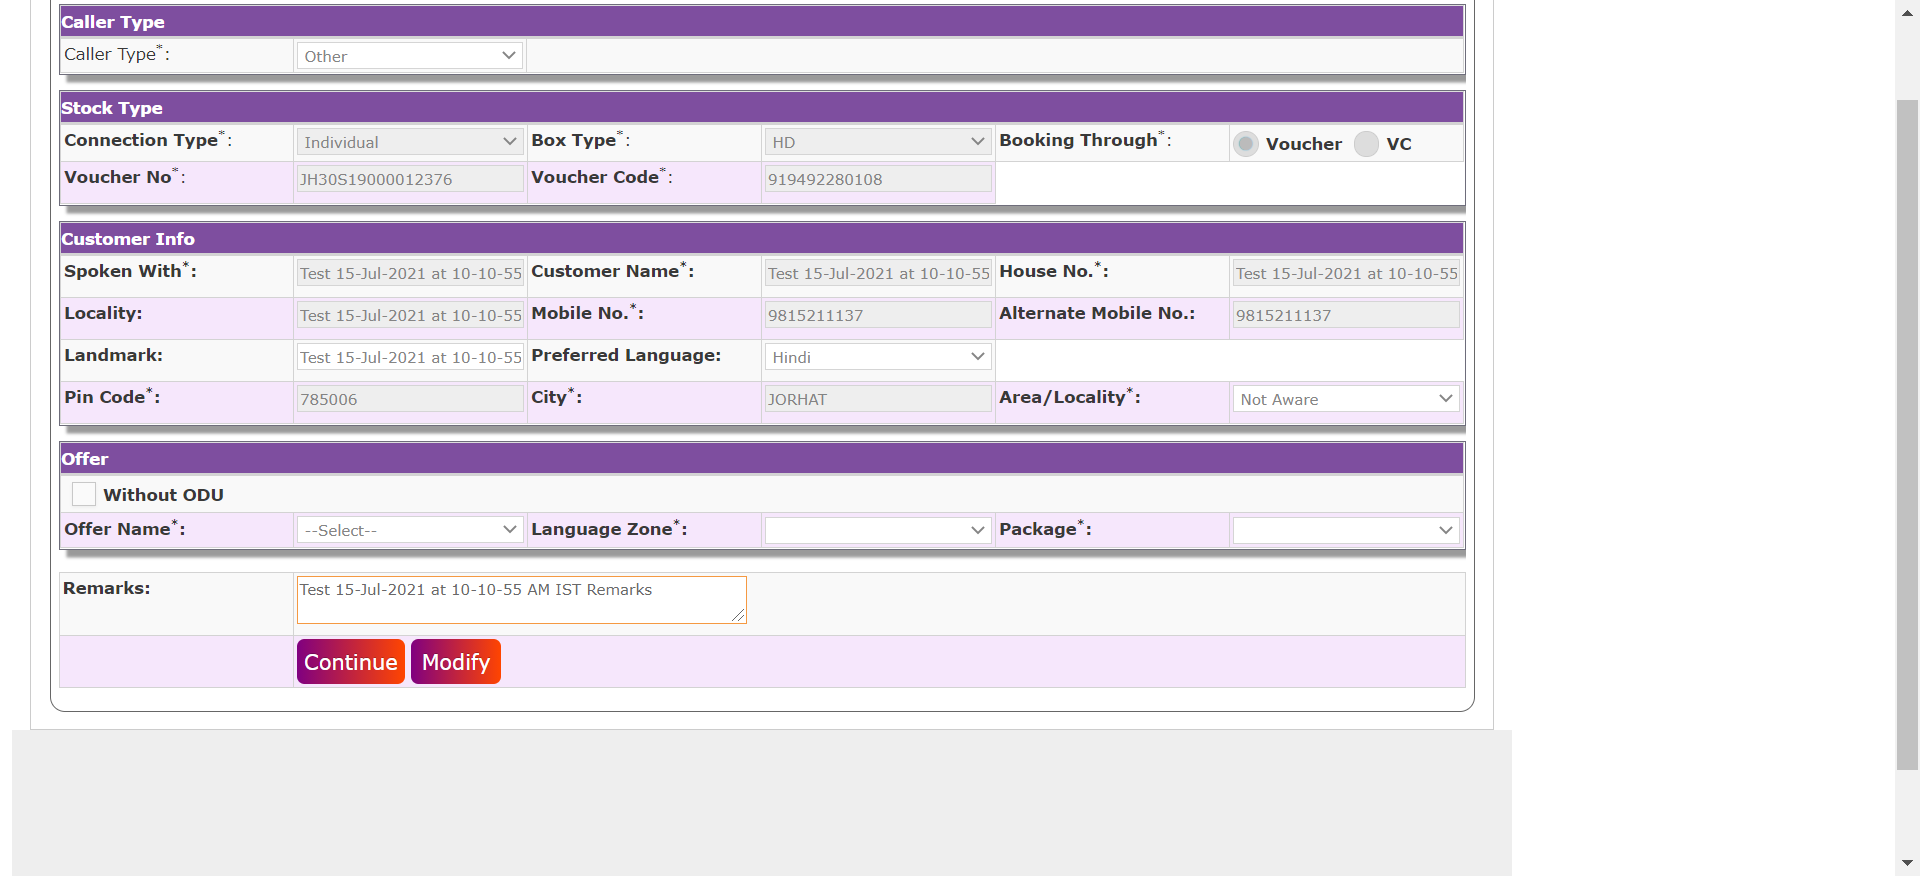 Caller Type
Caller Type*: Other
Stock Type
Connection Type*: Individual Box Type*: HD Booking Through*: Voucher VC
Voucher No*: JH30S19000012376 Voucher Code*: 919492280108
Customer Info
Spoken With*: Test 15-Jul-2021 at 10-10-55 Customer Name*: Test 15-Jul-2021 at 10-10-55 House No.*: Test 15-Jul-2021 at 10-10-55
Locality: Test 15-Jul-2021 at 10-10-55 Mobile No.*: 9815211137 Alternate Mobile No.: 9815211137
Landmark: Test 15-Jul-2021 at 10-10-55 Preferred Language: Hindi
Pin Code*: 785006 City*: JORHAT Area/Locality*: Not Aware
Offer
Without ODU
Offer Name*: --Select-- Language Zone*: Package*:
Remarks: Test 15-Jul-2021 at 10-10-55 AM IST Remarks
Continue Modify